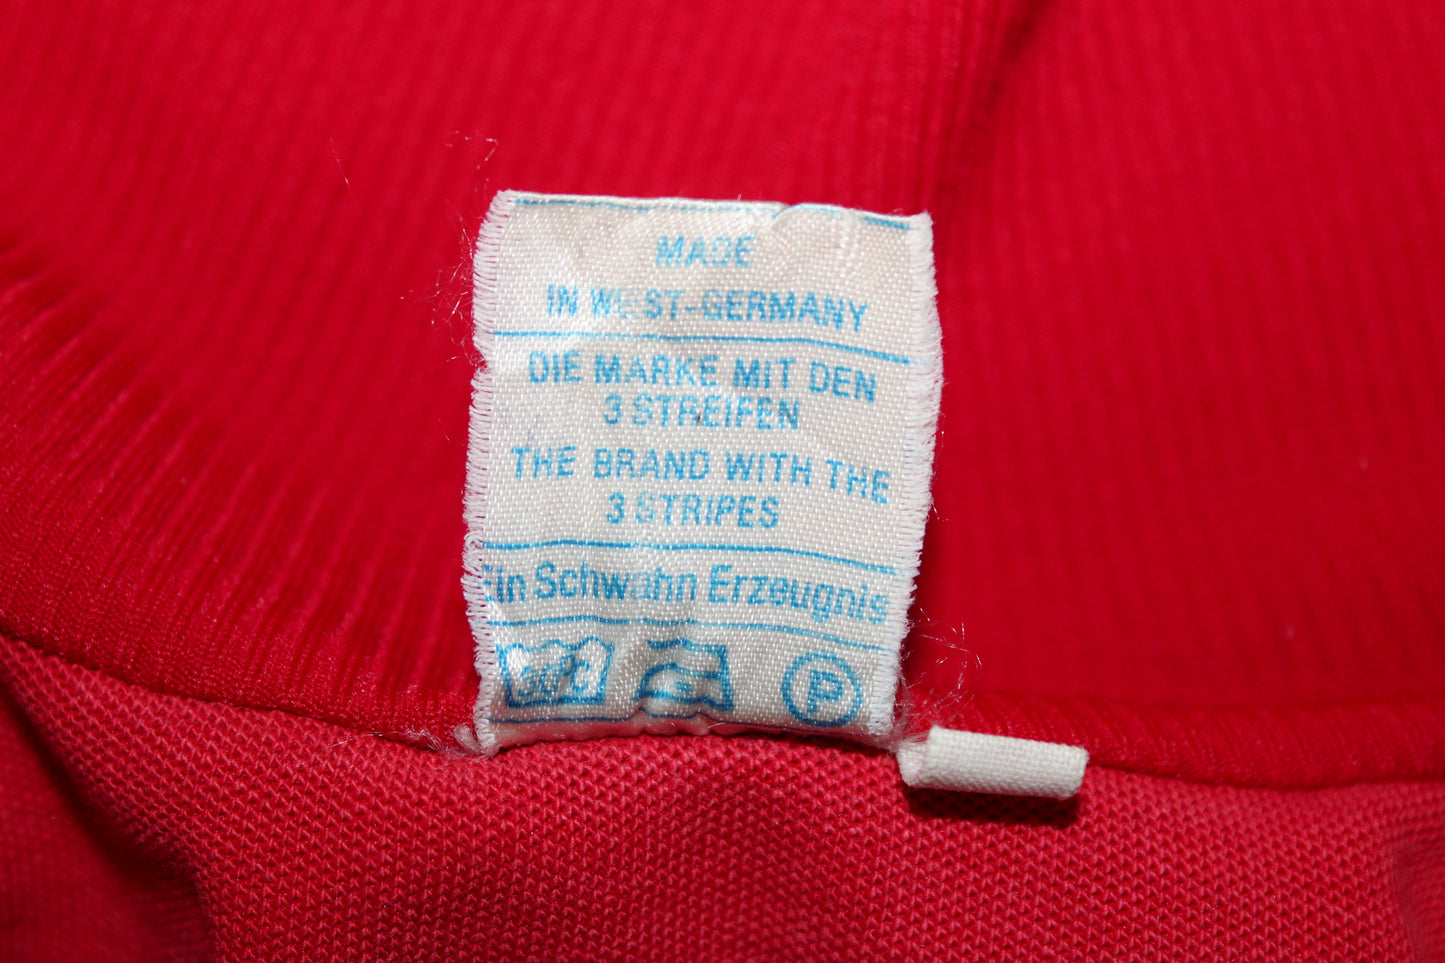 MADE
IN WEST-GERMANY
DIE MARKE MIT DEN
3 STREIFEN
THE BRAND WITH THE
3 STRIPES
Ein Schwahn Erzeugnis
30°C
P